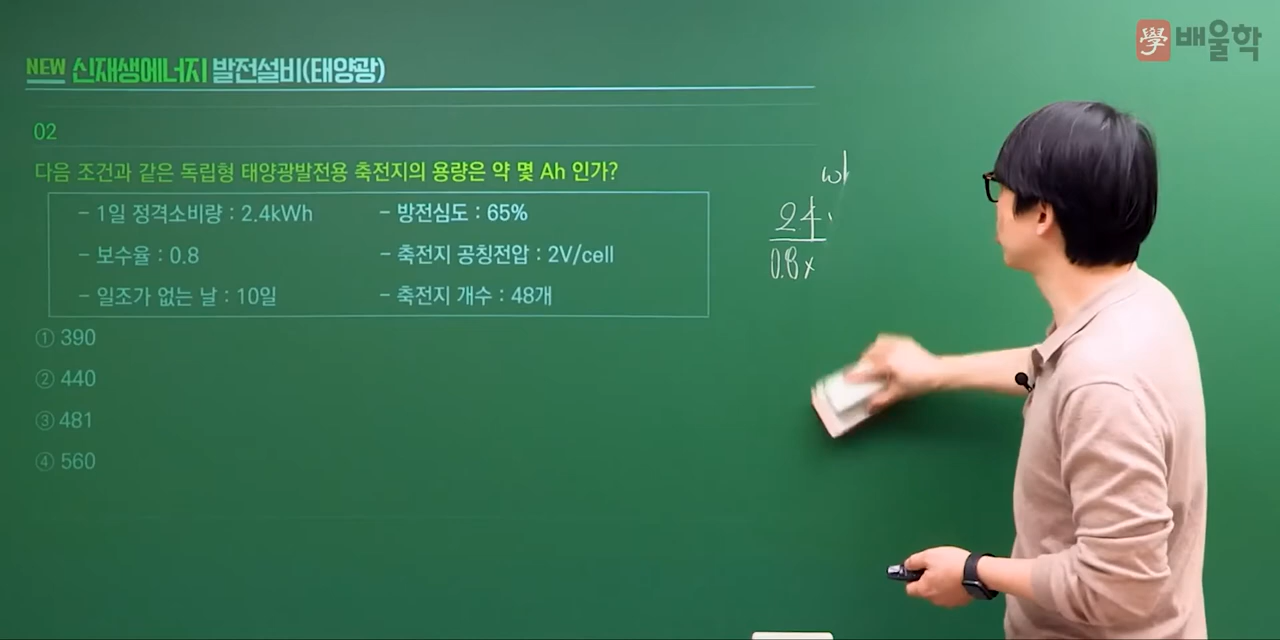 學 배울학
NEW 신재생에너지 발전설비(태양광)
02
다음 조건과 같은 독립형 태양광발전용 축전지의 용량은 약 몇 Ah 인가?
- 1일 정격소비량 : 2.4kWh - 방전심도 : 65%
- 보수율 : 0.8 - 축전지 공칭전압 : 2V/cell
- 일조가 없는 날 : 10일 - 축전지 개수 : 48개
① 390
② 440
③ 481
④ 560
2.4
0.8x